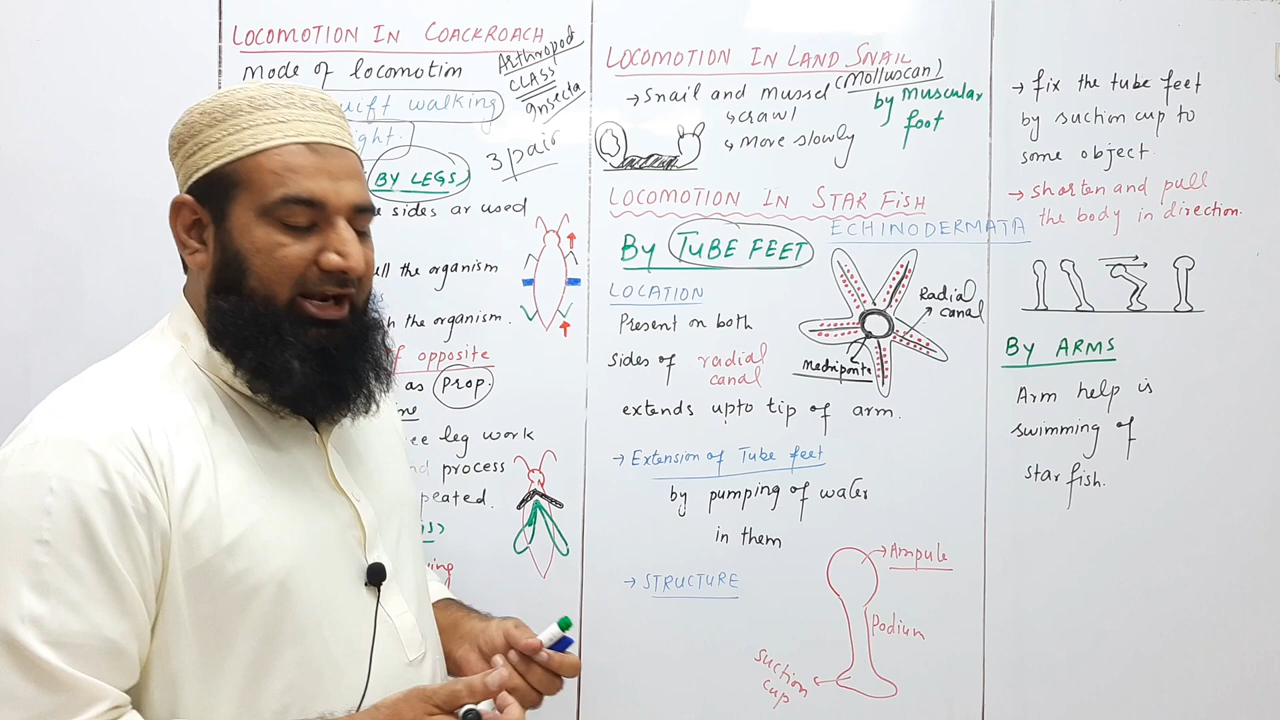 LOCOMOTION IN COACKROACH
Mode of locomotion
Arthropod
CLASS
Insecta
walking
3 pair
BY LEGS)
sides ar used
the organism
the organism.
of opposite
as Prop.
leg work
process
LOCOMOTION IN LAND SNAIL
(Molluscan)
→ Snail and mussel
↳ crawl
↳ move slowly
by muscular
foot
LOCOMOTION IN STAR FISH
ECHINODERMATA
By TUBE FEET
LOCATION
Present on both
sides of radial
canal
extends upto tip of arm.
Radial
canal
Medriponte
→ Extension of Tube feet
by pumping of water
in them
→ STRUCTURE
→ Ampule
Podium
Suction
cup
→ fix the tube feet
by suction cup to
some object.
→ shorten and pull
the body in direction.
BY ARMS
Arm help is
swimming of
star fish.